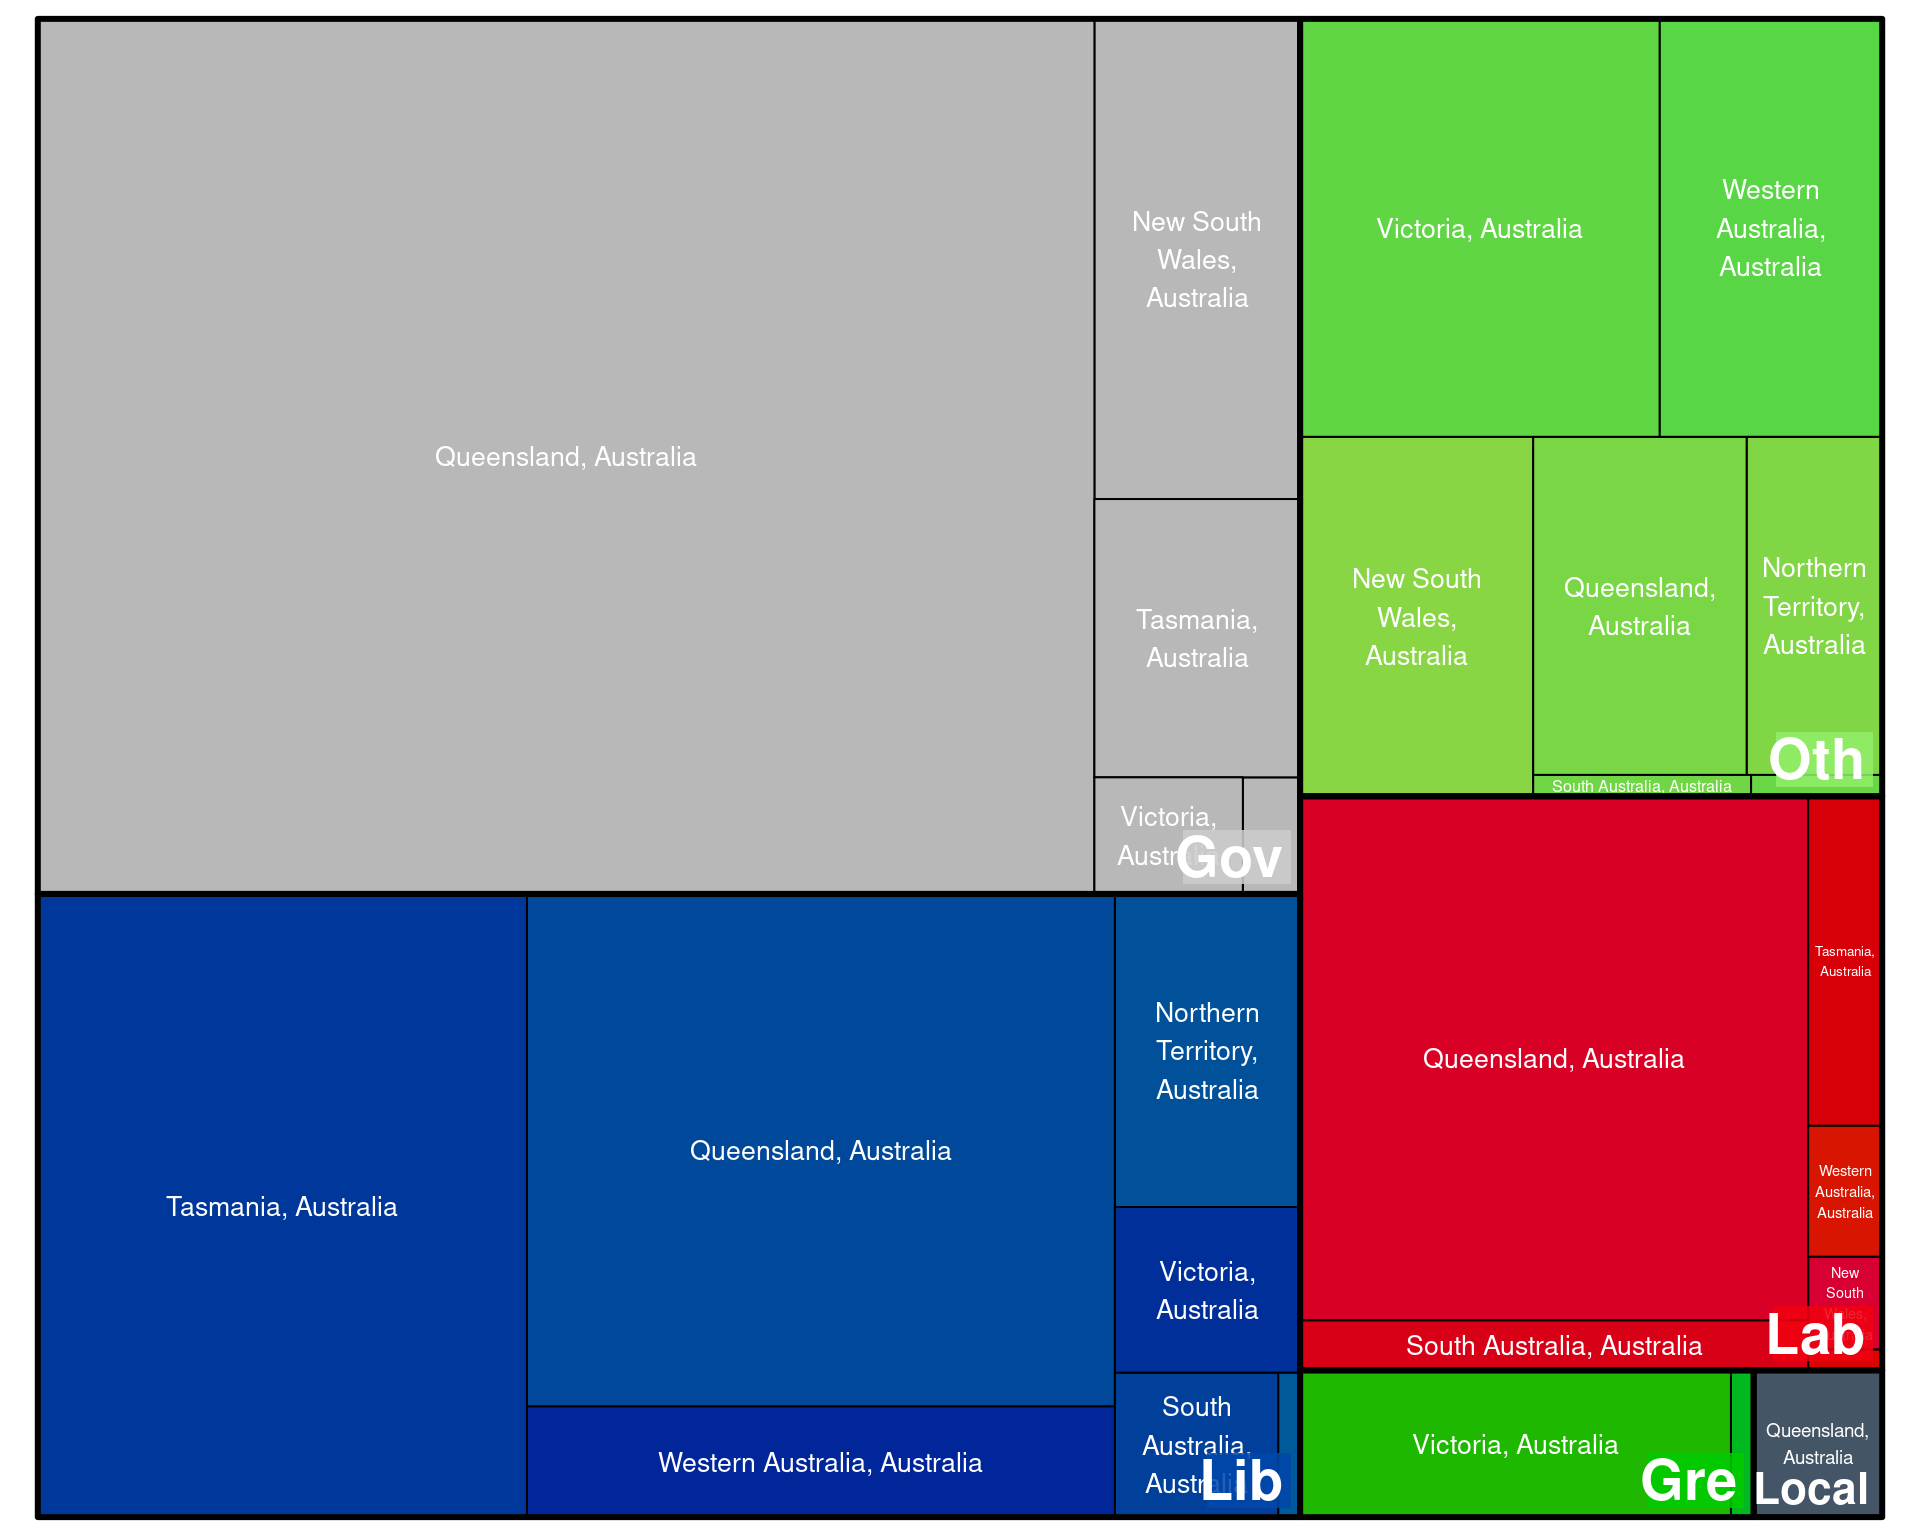 Queensland, Australia
New South
Wales,
Australia
Tasmania,
Australia
Victoria,
Gov
Victoria, Australia
Western
Australia,
Australia
New South
Wales,
Australia
Queensland,
Australia
Northern
Territory,
Australia
South Australia, Australia
Oth
Tasmania, Australia
Queensland, Australia
Western Australia, Australia
Northern
Territory,
Australia
Victoria,
Australia
South
Australia,
Lib
Queensland, Australia
Tasmania,
Australia
Western
Australia,
Australia
New
South
Wales,
South Australia, Australia
Lab
Victoria, Australia
Gre
Queensland,
Australia
Local